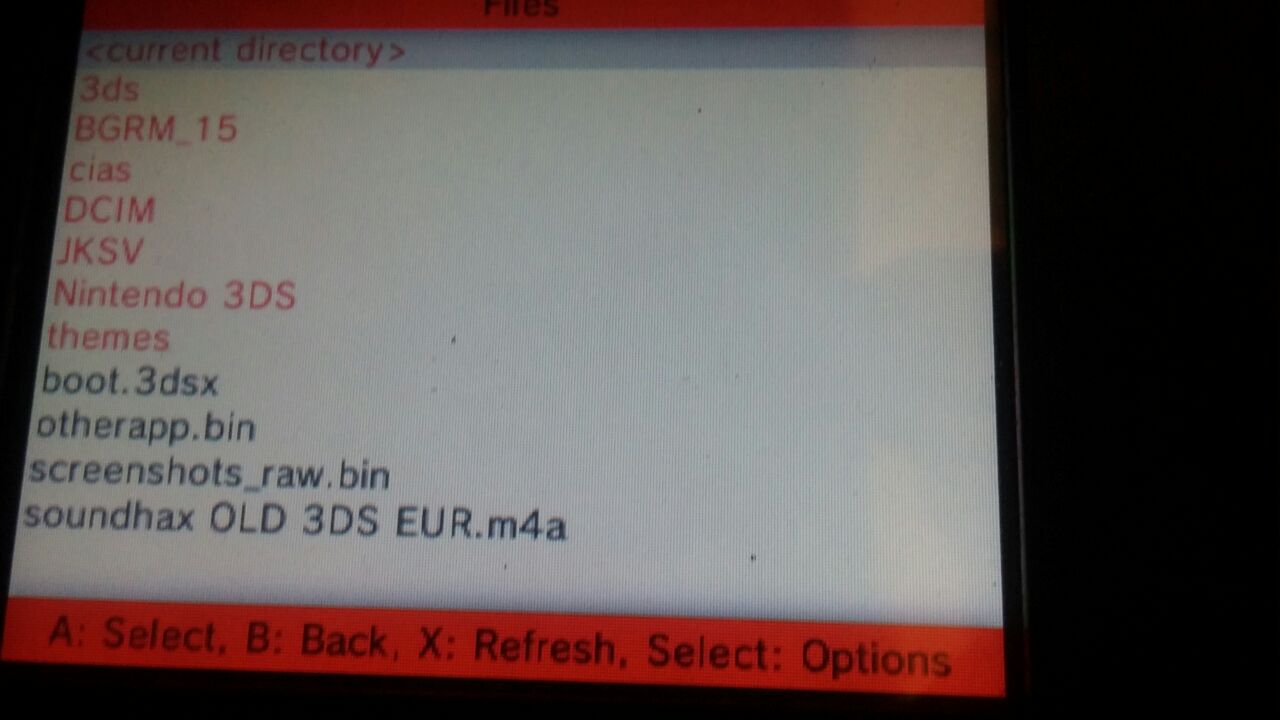 Files
<current directory>
3ds
BGRM_15
cias
DCIM
JKSV
Nintendo 3DS
themes
boot.3dsx
otherapp.bin
screenshots_raw.bin
soundhax OLD 3DS EUR.m4a
A: Select, B: Back, X: Refresh, Select: Options